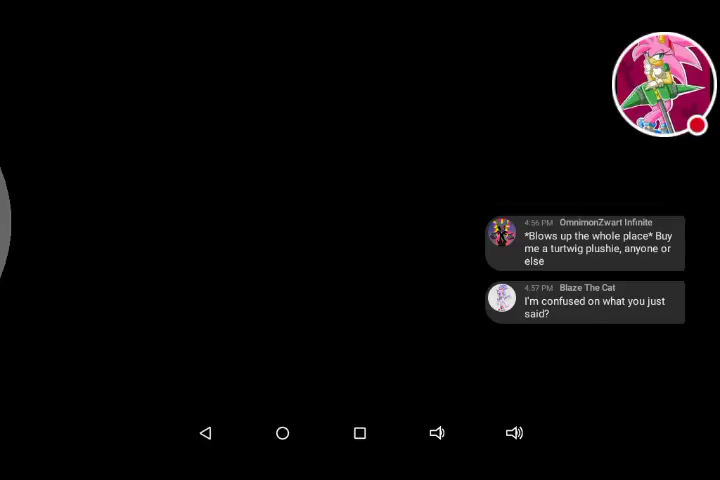 4:56 PM OmnimonZwart Infinite
*Blows up the whole place* Buy
me a turtwig plushie, anyone or
else
4:57 PM Blaze The Cat
I'm confused on what you just
said?